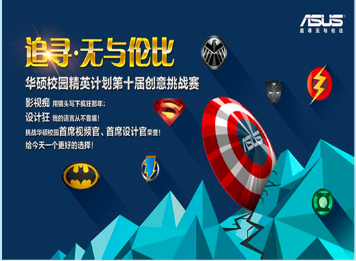 ASUS
追寻·无与伦比
追寻·无与伦比
华硕校园精英计划第十届创意挑战赛
影视痴 用镜头写下疯狂那年；
设计狂 我的语言从不靠嘴！
挑战华硕校园首席视频官、首席设计官荣誉！
给今天一个更好的选择！
ASUS